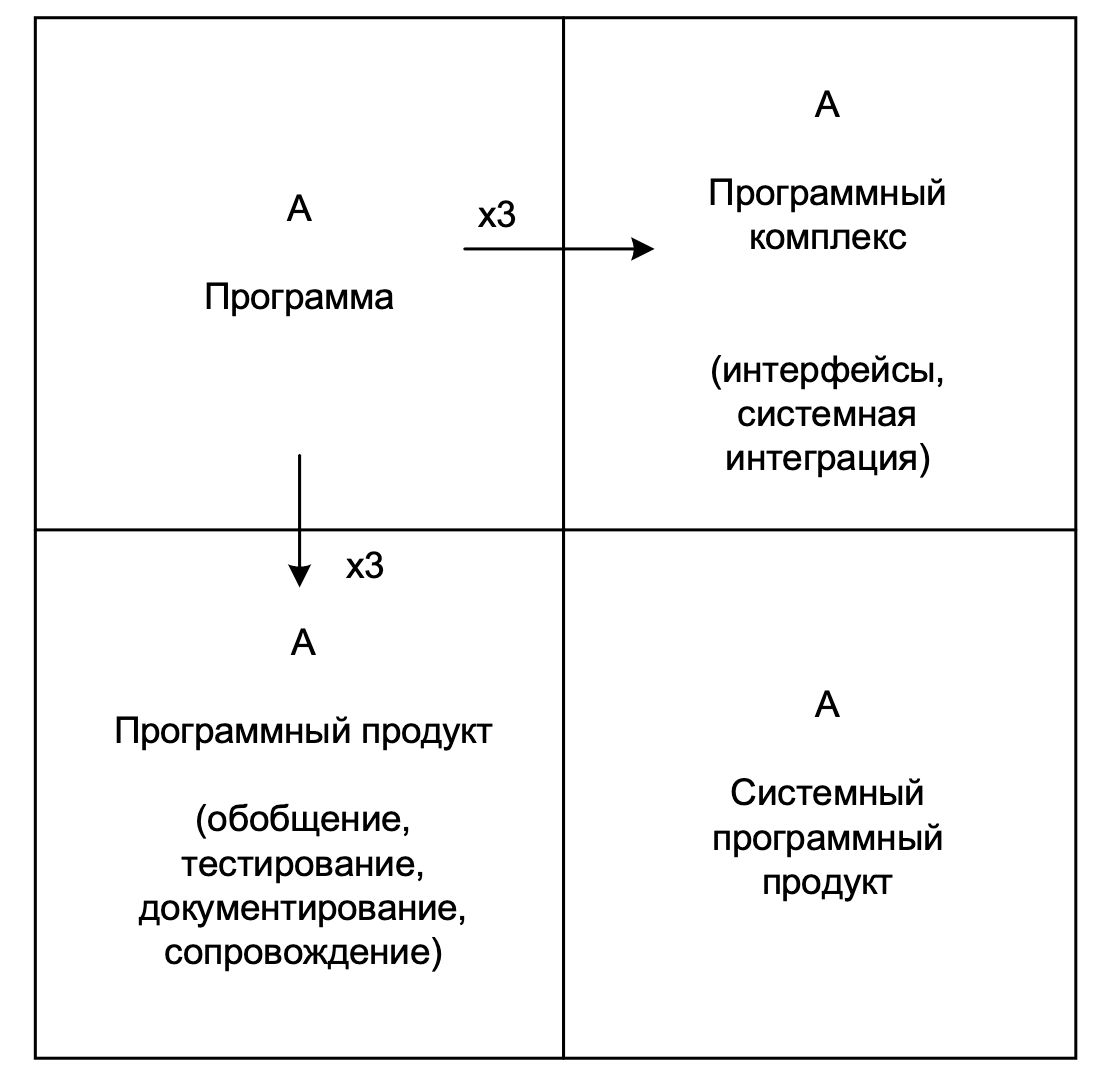 А
Программа
x3
А
Программный
комплекс
(интерфейсы,
системная
интеграция)
x3
А
Программный продукт
(обобщение,
тестирование,
документирование,
сопровождение)
А
Системный
программный
продукт